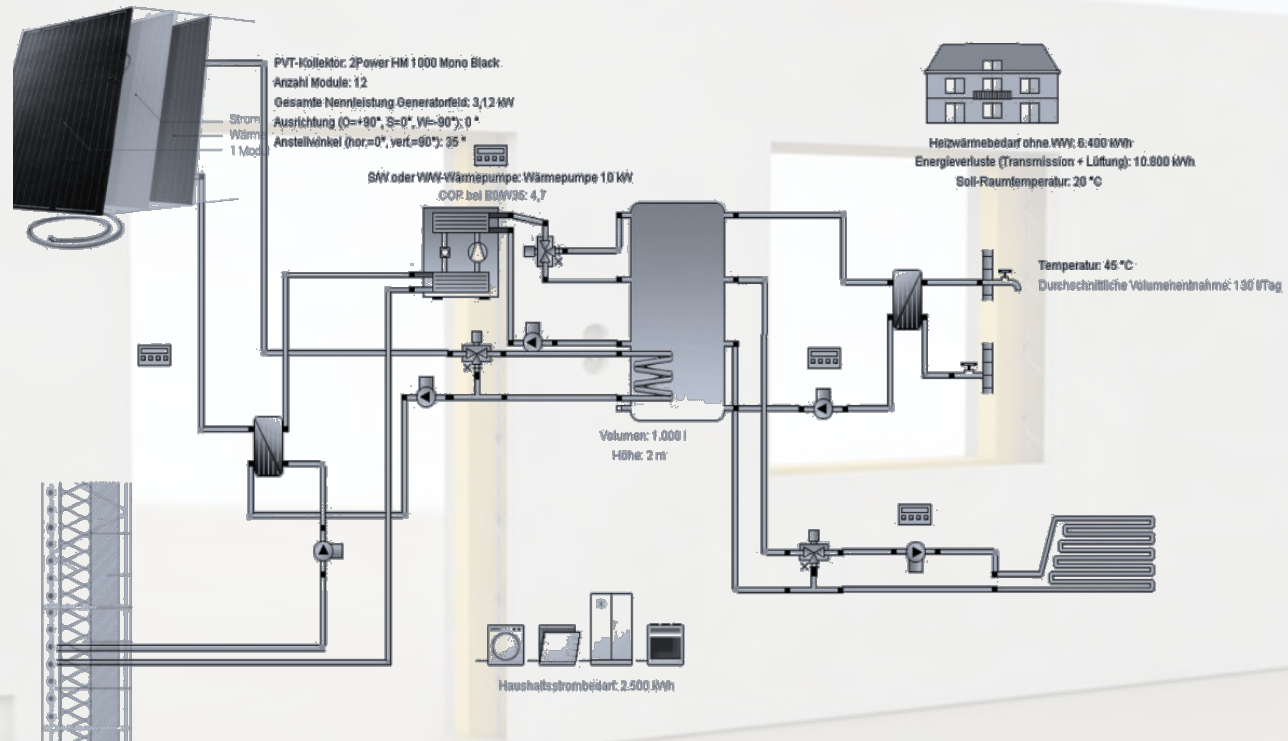 PVT-Kollektor: 2Power HM 1000 Mono Black
Anzahl Module: 12
Gesamte Nennleistung Generatorfeld: 3,12 kW
Strom
Ausrichtung (O=+90°, S=0°, W=-90°): 0 °
Wärme
Anstellwinkel (hor.=0°, vert.=90°): 35 °
1 Modul
S/W oder W/W-Wärmepumpe: Wärmepumpe 10 kW
COP bei B0/W35: 4,7
Heizwärmebedarf ohne WW: 6.400 kWh
Energieverluste (Transmission + Lüftung): 10.800 kWh
Soll-Raumtemperatur: 20 °C
Temperatur: 45 °C
Durchschnittliche Volumenentnahme: 130 l/Tag
Volumen: 1.000 l
Höhe: 2 m
Haushaltsstrombedarf: 2.500 kWh